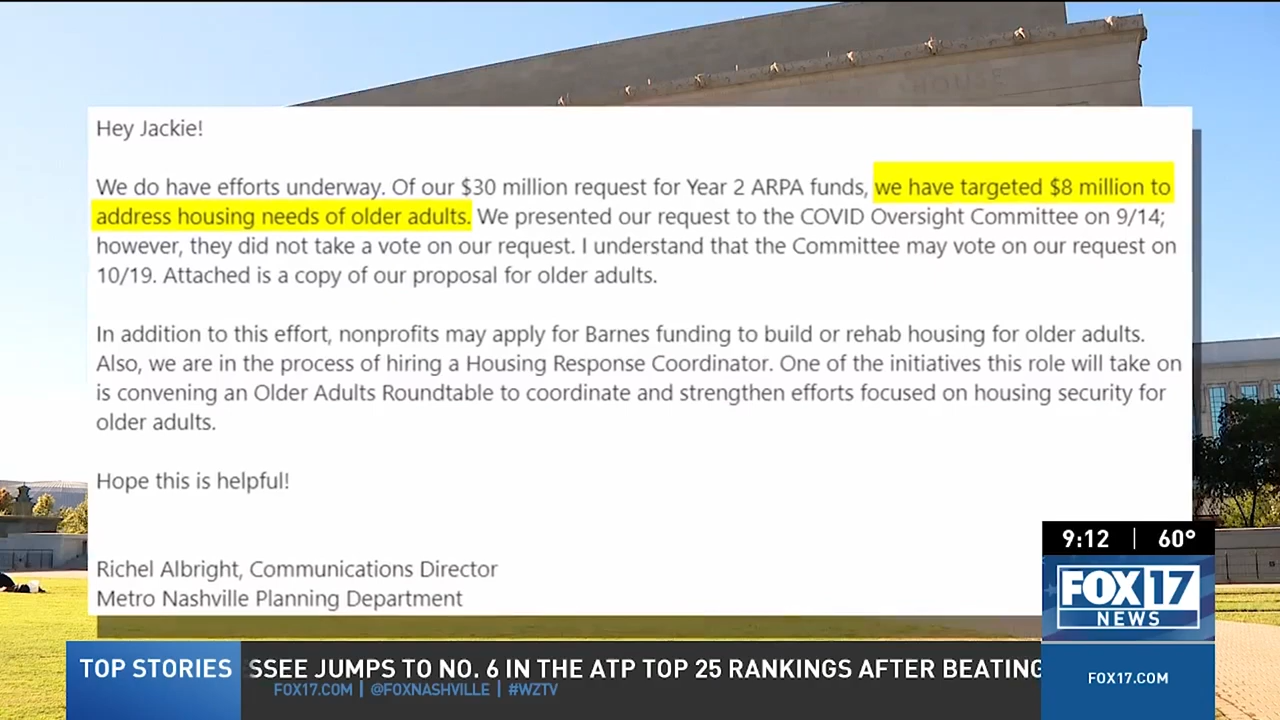 HOUSE
Hey Jackie!
We do have efforts underway. Of our $30 million request for Year 2 ARPA funds, we have targeted $8 million to
address housing needs of older adults. We presented our request to the COVID Oversight Committee on 9/14;
however, they did not take a vote on our request. I understand that the Committee may vote on our request on
10/19. Attached is a copy of our proposal for older adults.
In addition to this effort, nonprofits may apply for Barnes funding to build or rehab housing for older adults.
Also, we are in the process of hiring a Housing Response Coordinator. One of the initiatives this role will take on
is convening an Older Adults Roundtable to coordinate and strengthen efforts focused on housing security for
older adults.
Hope this is helpful!
Richel Albright, Communications Director
Metro Nashville Planning Department
9:12 | 60°
FOX 17
NEWS
FOX17.COM
TOP STORIES
SSEE JUMPS TO NO. 6 IN THE ATP TOP 25 RANKINGS AFTER BEATING
FOX17.COM | @FOXNASHVILLE | #WZTV